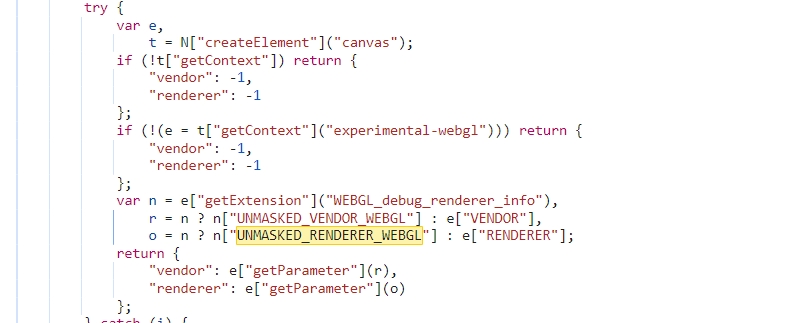 try {
var e,
t = N["createElement"]("canvas");
if (!t["getContext"]) return {
"vendor": -1,
"renderer": -1
};
if (!(e = t["getContext"]("experimental-webgl"))) return {
"vendor": -1,
"renderer": -1
};
var n = e["getExtension"]("WEBGL_debug_renderer_info"),
r = n ? n["UNMASKED_VENDOR_WEBGL"] : e["VENDOR"],
o = n ? n["UNMASKED_RENDERER_WEBGL"] : e["RENDERER"];
return {
"vendor": e["getParameter"](r),
"renderer": e["getParameter"](o)
};
} catch (i) {